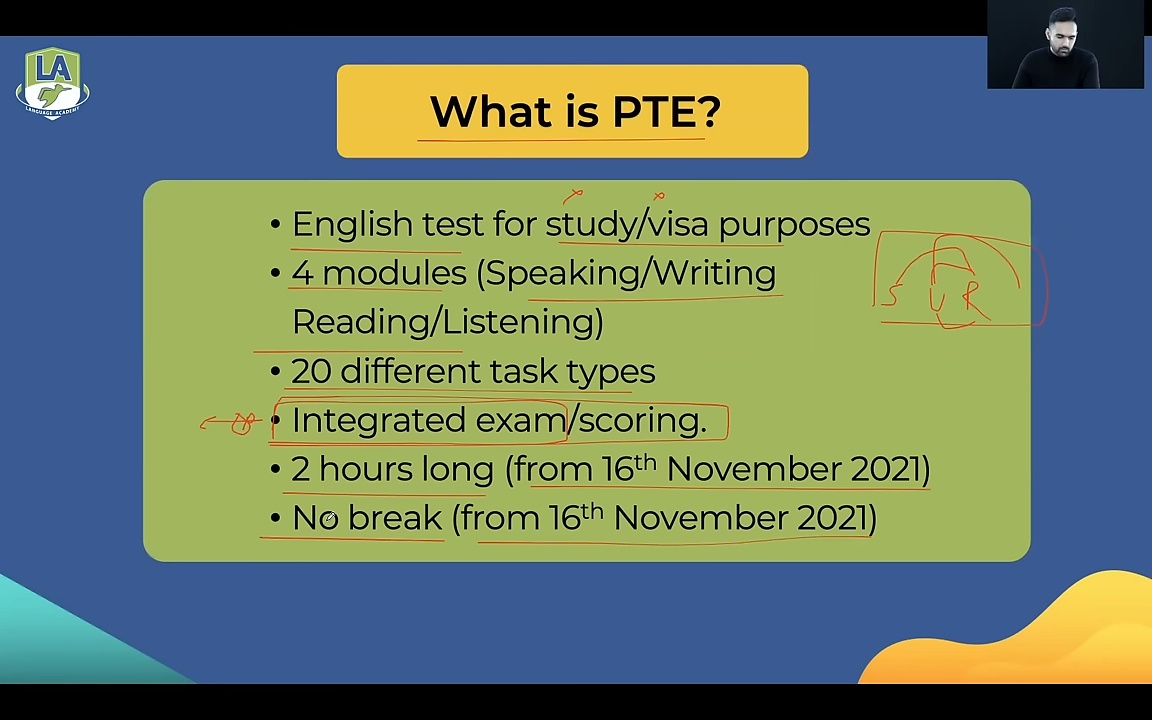 LA
LANGUAGE ACADEMY
What is PTE?
• English test for study/visa purposes
• 4 modules (Speaking/Writing
Reading/Listening)
S W R
• 20 different task types
• Integrated exam/scoring.
• 2 hours long (from 16th November 2021)
• No break (from 16th November 2021)